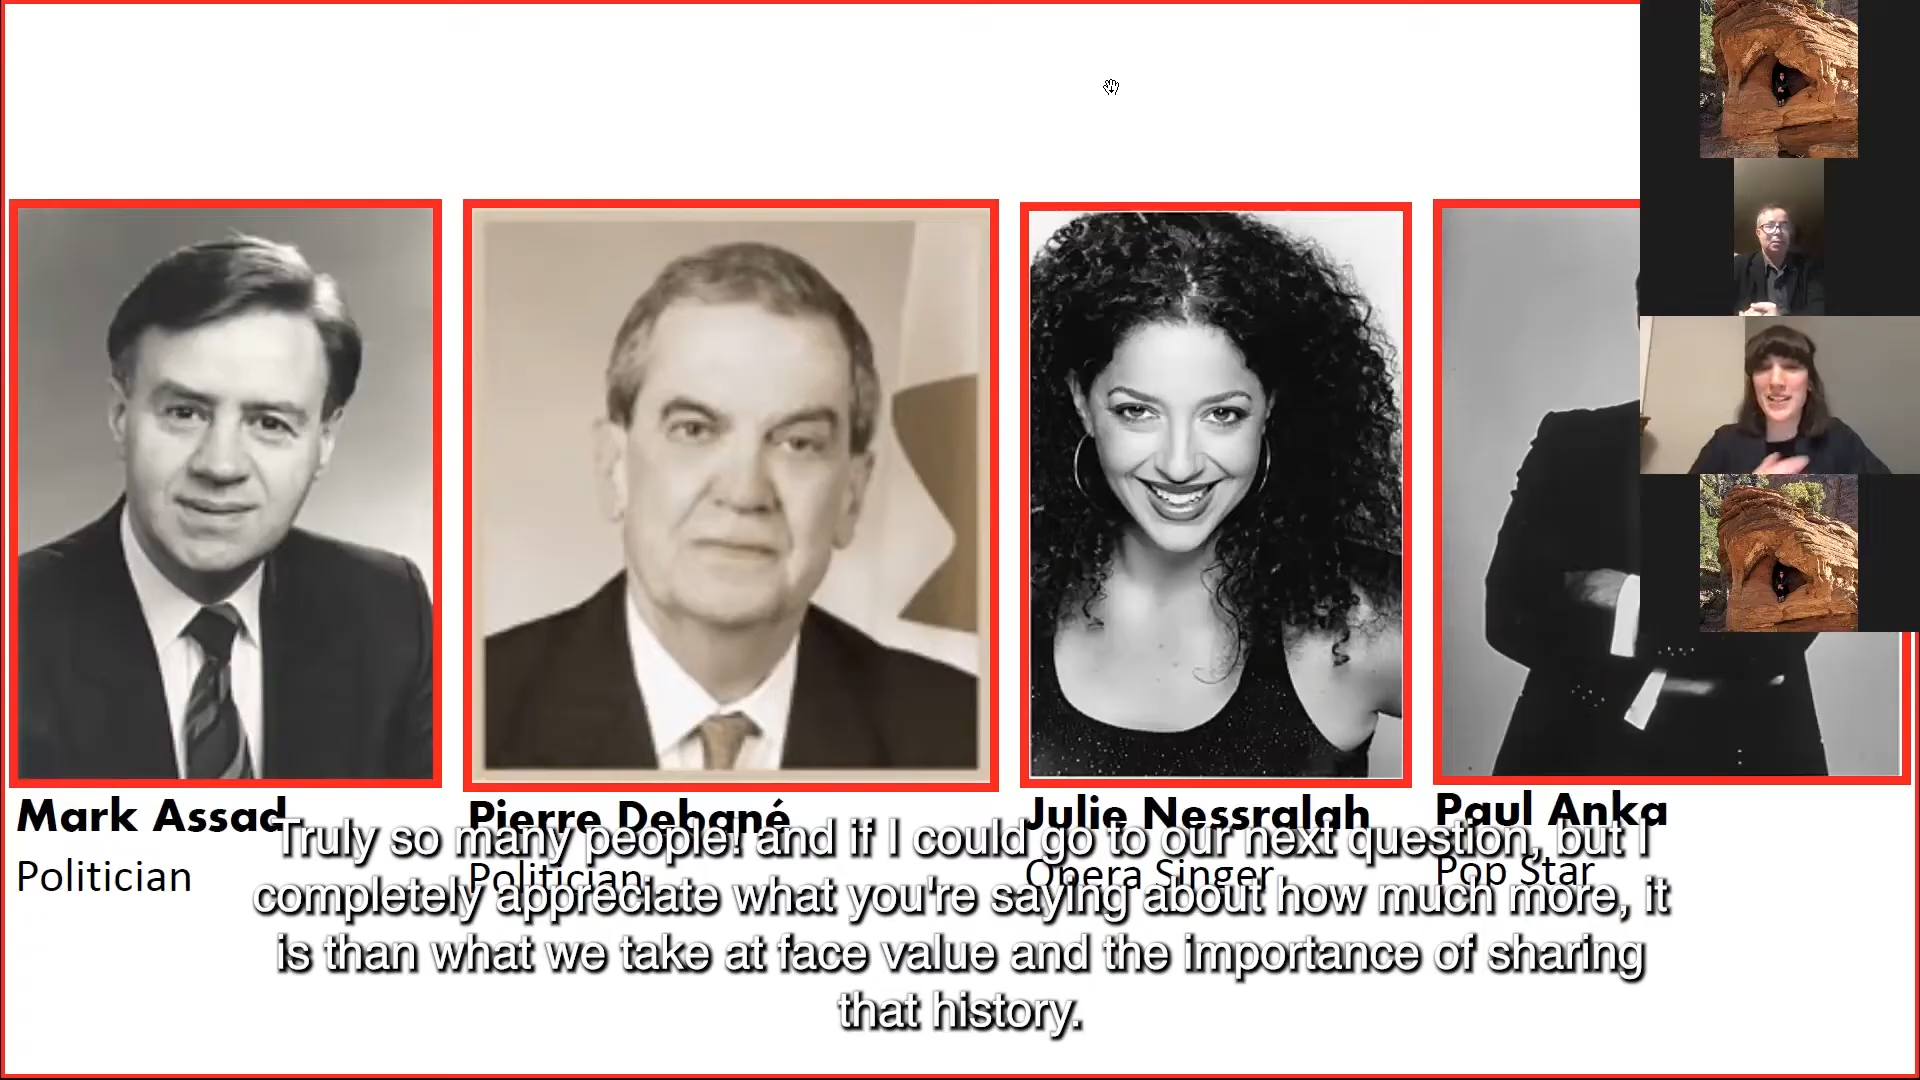 Mark Assad
Politician
Pierre Debané
Politician
Julie Nessralah
Opera Singer
Paul Anka
Pop Star
Truly so many people! and if I could go to our next question, but I
completely appreciate what you're saying about how much more, it
is than what we take at face value and the importance of sharing
that history.